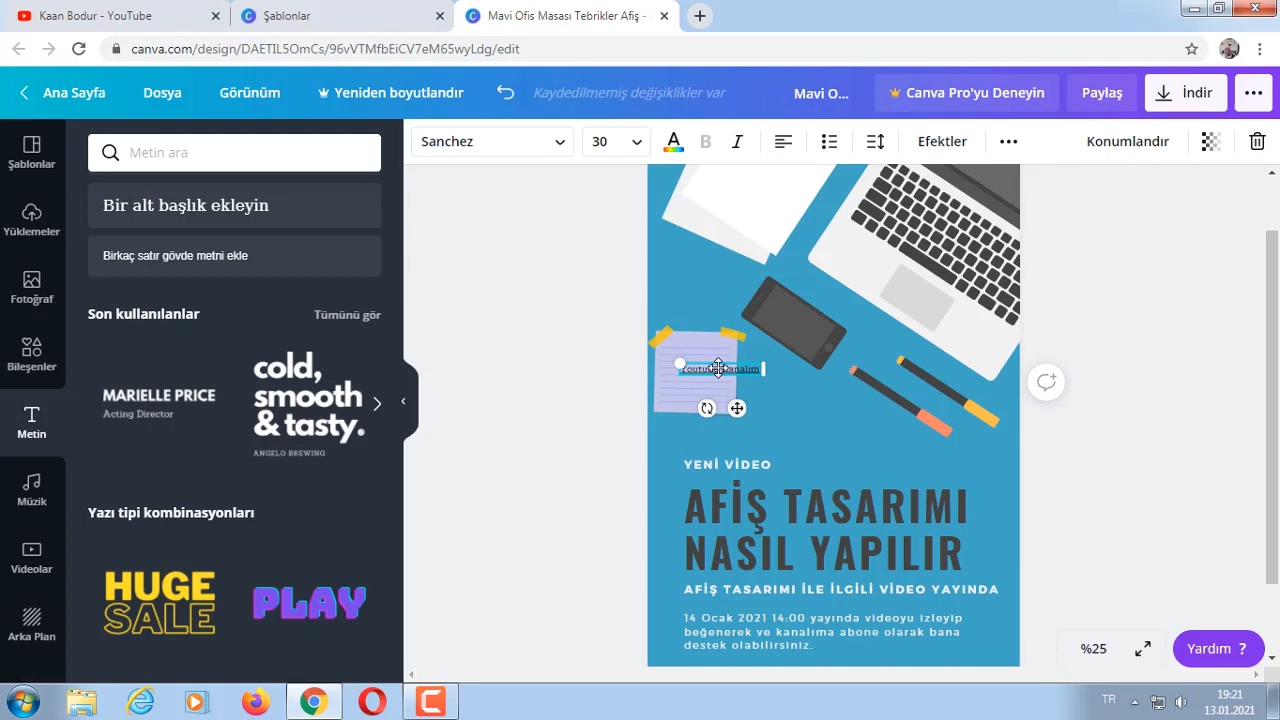 Kaan Bodur - YouTube
Şablonlar
Mavi Ofis Masası Tebrikler Afiş -
canva.com/design/DAETIL5OmCs/96vVTMfbEiCV7eM65wyLdg/edit
Ana Sayfa
Dosya
Görünüm
Yeniden boyutlandır
Kaydedilmemiş değişiklikler var
Mavi O...
Canva Pro'yu Deneyin
Paylaş
İndir
Metin ara
Sanchez
30
A
B
I
Efektler
Konumlandır
Şablonlar
Yüklemeler
Fotoğraf
Bileşenler
Metin
Müzik
Videolar
Arka Plan
Bir alt başlık ekleyin
Birkaç satır gövde metni ekle
Son kullanılanlar
Tümünü gör
MARIELLE PRICE
Acting Director
cold,
smooth
& tasty.
ANGELO BREWING
Yazı tipi kombinasyonları
HUGE
SALE
PLAY
YENİ VİDEO
AFİŞ TASARIMI
NASIL YAPILIR
AFİŞ TASARIMI İLE İLGİLİ VİDEO YAYINDA
14 Ocak 2021 14:00 yayında videoyu izleyip
beğenerek ve kanalıma abone olarak bana
destek olabilirsiniz.
%25
Yardım ?
TR
19:21
13.01.2021